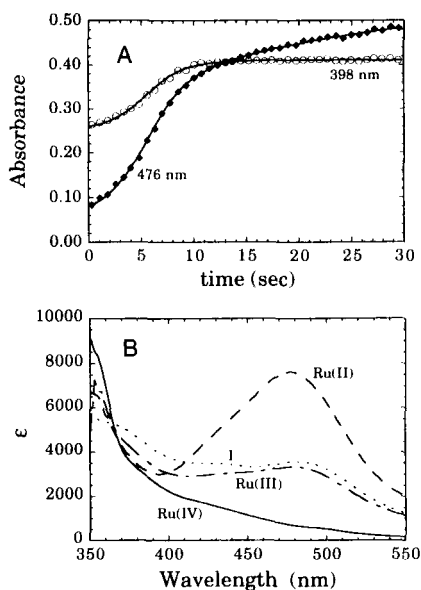 A
0.50
0.40
0.30
0.20
0.10
0.00
Absorbance
398 nm
476 nm
0 5 10 15 20 25 30
time (sec)
B
10000
8000
6000
4000
2000
0
ε
Ru(II)
I
Ru(III)
Ru(IV)
350 400 450 500 550
Wavelength (nm)